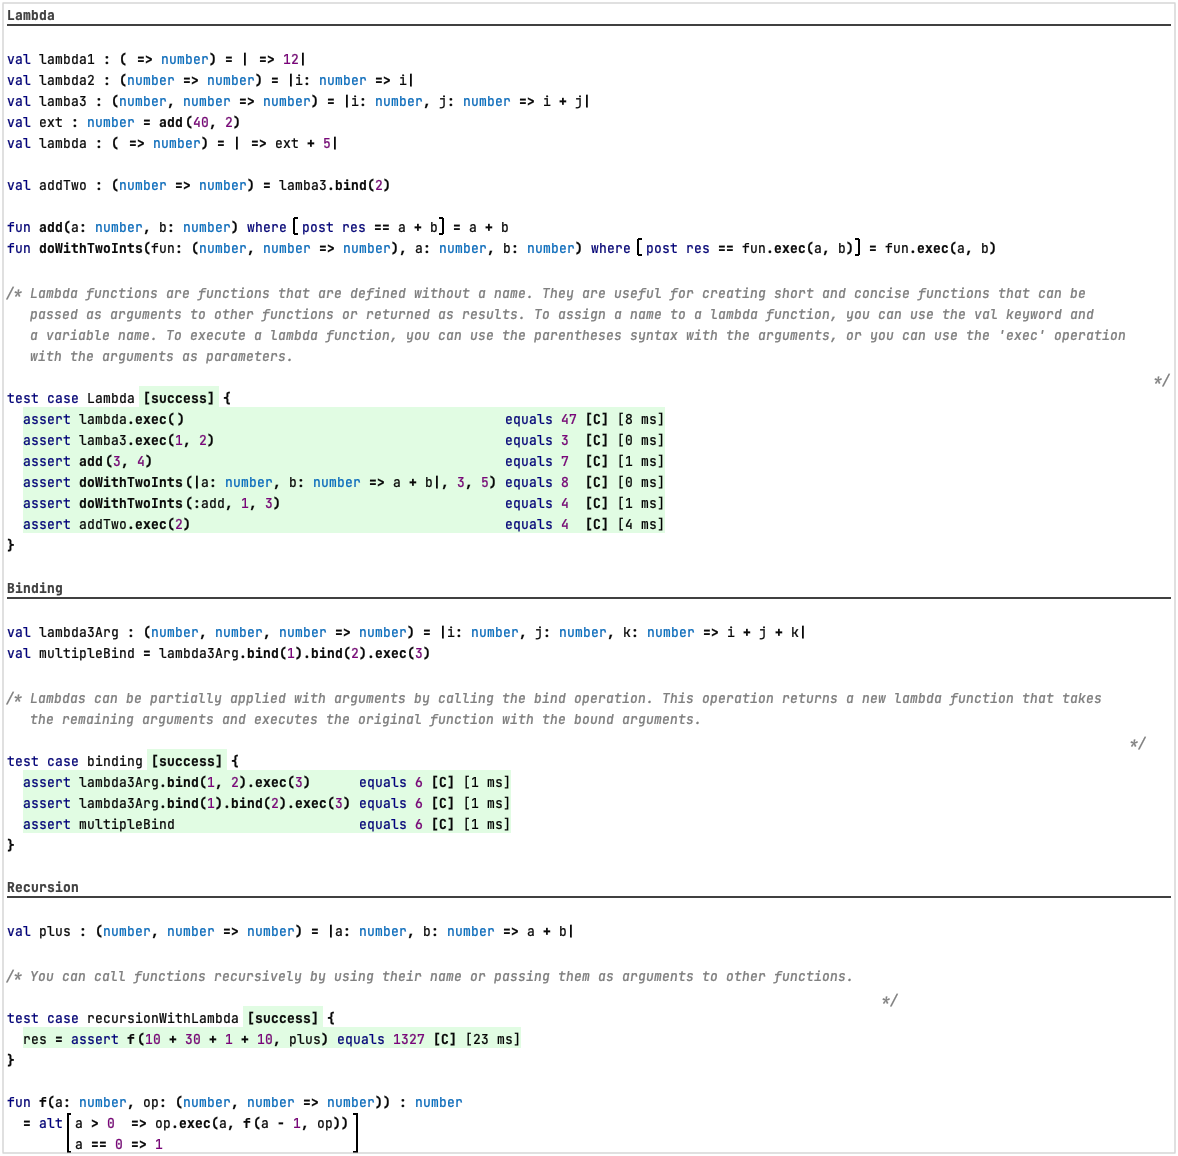 Lambda
val lambda1 : ( => number) = | => 12|
val lambda2 : (number => number) = |i: number => i|
val lamba3 : (number, number => number) = |i: number, j: number => i + j|
val ext : number = add(40, 2)
val lambda : ( => number) = | => ext + 5|
val addTwo : (number => number) = lamba3.bind(2)
fun add(a: number, b: number) where [post res == a + b] = a + b
fun doWithTwoInts(fun: (number, number => number), a: number, b: number) where [post res == fun.exec(a, b)] = fun.exec(a, b)
/* Lambda functions are functions that are defined without a name. They are useful for creating short and concise functions that can be
passed as arguments to other functions or returned as results. To assign a name to a lambda function, you can use the val keyword and
a variable name. To execute a lambda function, you can use the parentheses syntax with the arguments, or you can use the 'exec' operation
with the arguments as parameters.
*/
test case Lambda [success] {
assert lambda.exec() equals 47 [C] [8 ms]
assert lamba3.exec(1, 2) equals 3 [C] [0 ms]
assert add(3, 4) equals 7 [C] [1 ms]
assert doWithTwoInts(|a: number, b: number => a + b|, 3, 5) equals 8 [C] [0 ms]
assert doWithTwoInts(:add, 1, 3) equals 4 [C] [1 ms]
assert addTwo.exec(2) equals 4 [C] [4 ms]
}
Binding
val lambda3Arg : (number, number, number => number) = |i: number, j: number, k: number => i + j + k|
val multipleBind = lambda3Arg.bind(1).bind(2).exec(3)
/* Lambdas can be partially applied with arguments by calling the bind operation. This operation returns a new lambda function that takes
the remaining arguments and executes the original function with the bound arguments.
*/
test case binding [success] {
assert lambda3Arg.bind(1, 2).exec(3) equals 6 [C] [1 ms]
assert lambda3Arg.bind(1).bind(2).exec(3) equals 6 [C] [1 ms]
assert multipleBind equals 6 [C] [1 ms]
}
Recursion
val plus : (number, number => number) = |a: number, b: number => a + b|
/* You can call functions recursively by using their name or passing them as arguments to other functions.
*/
test case recursionWithLambda [success] {
res = assert f(10 + 30 + 1 + 10, plus) equals 1327 [C] [23 ms]
}
fun f(a: number, op: (number, number => number)) : number
= alt [a > 0 => op.exec(a, f(a - 1, op))]
a == 0 => 1